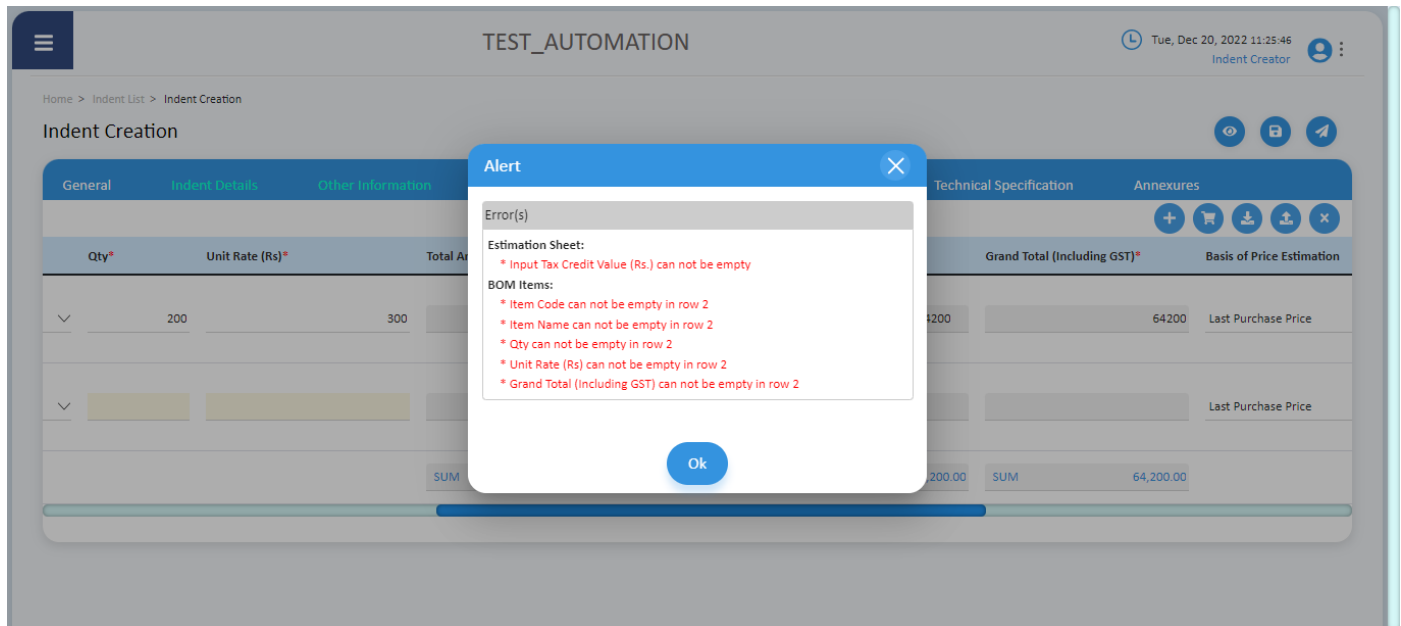 TEST_AUTOMATION
Tue, Dec 20, 2022 11:25:46
Indent Creator
Home > Indent List > Indent Creation
Indent Creation
Alert
General Indent Details Other Information Technical Specification Annexures
Error(s)
Estimation Sheet:
* Input Tax Credit Value (Rs.) can not be empty
BOM Items:
* Item Code can not be empty in row 2
* Item Name can not be empty in row 2
* Qty can not be empty in row 2
* Unit Rate (Rs) can not be empty in row 2
* Grand Total (Including GST) can not be empty in row 2
Ok
Qty* Unit Rate (Rs)* Total Grand Total (Including GST)* Basis of Price Estimation
200 300 64200 Last Purchase Price
Last Purchase Price
SUM SUM 64,200.00